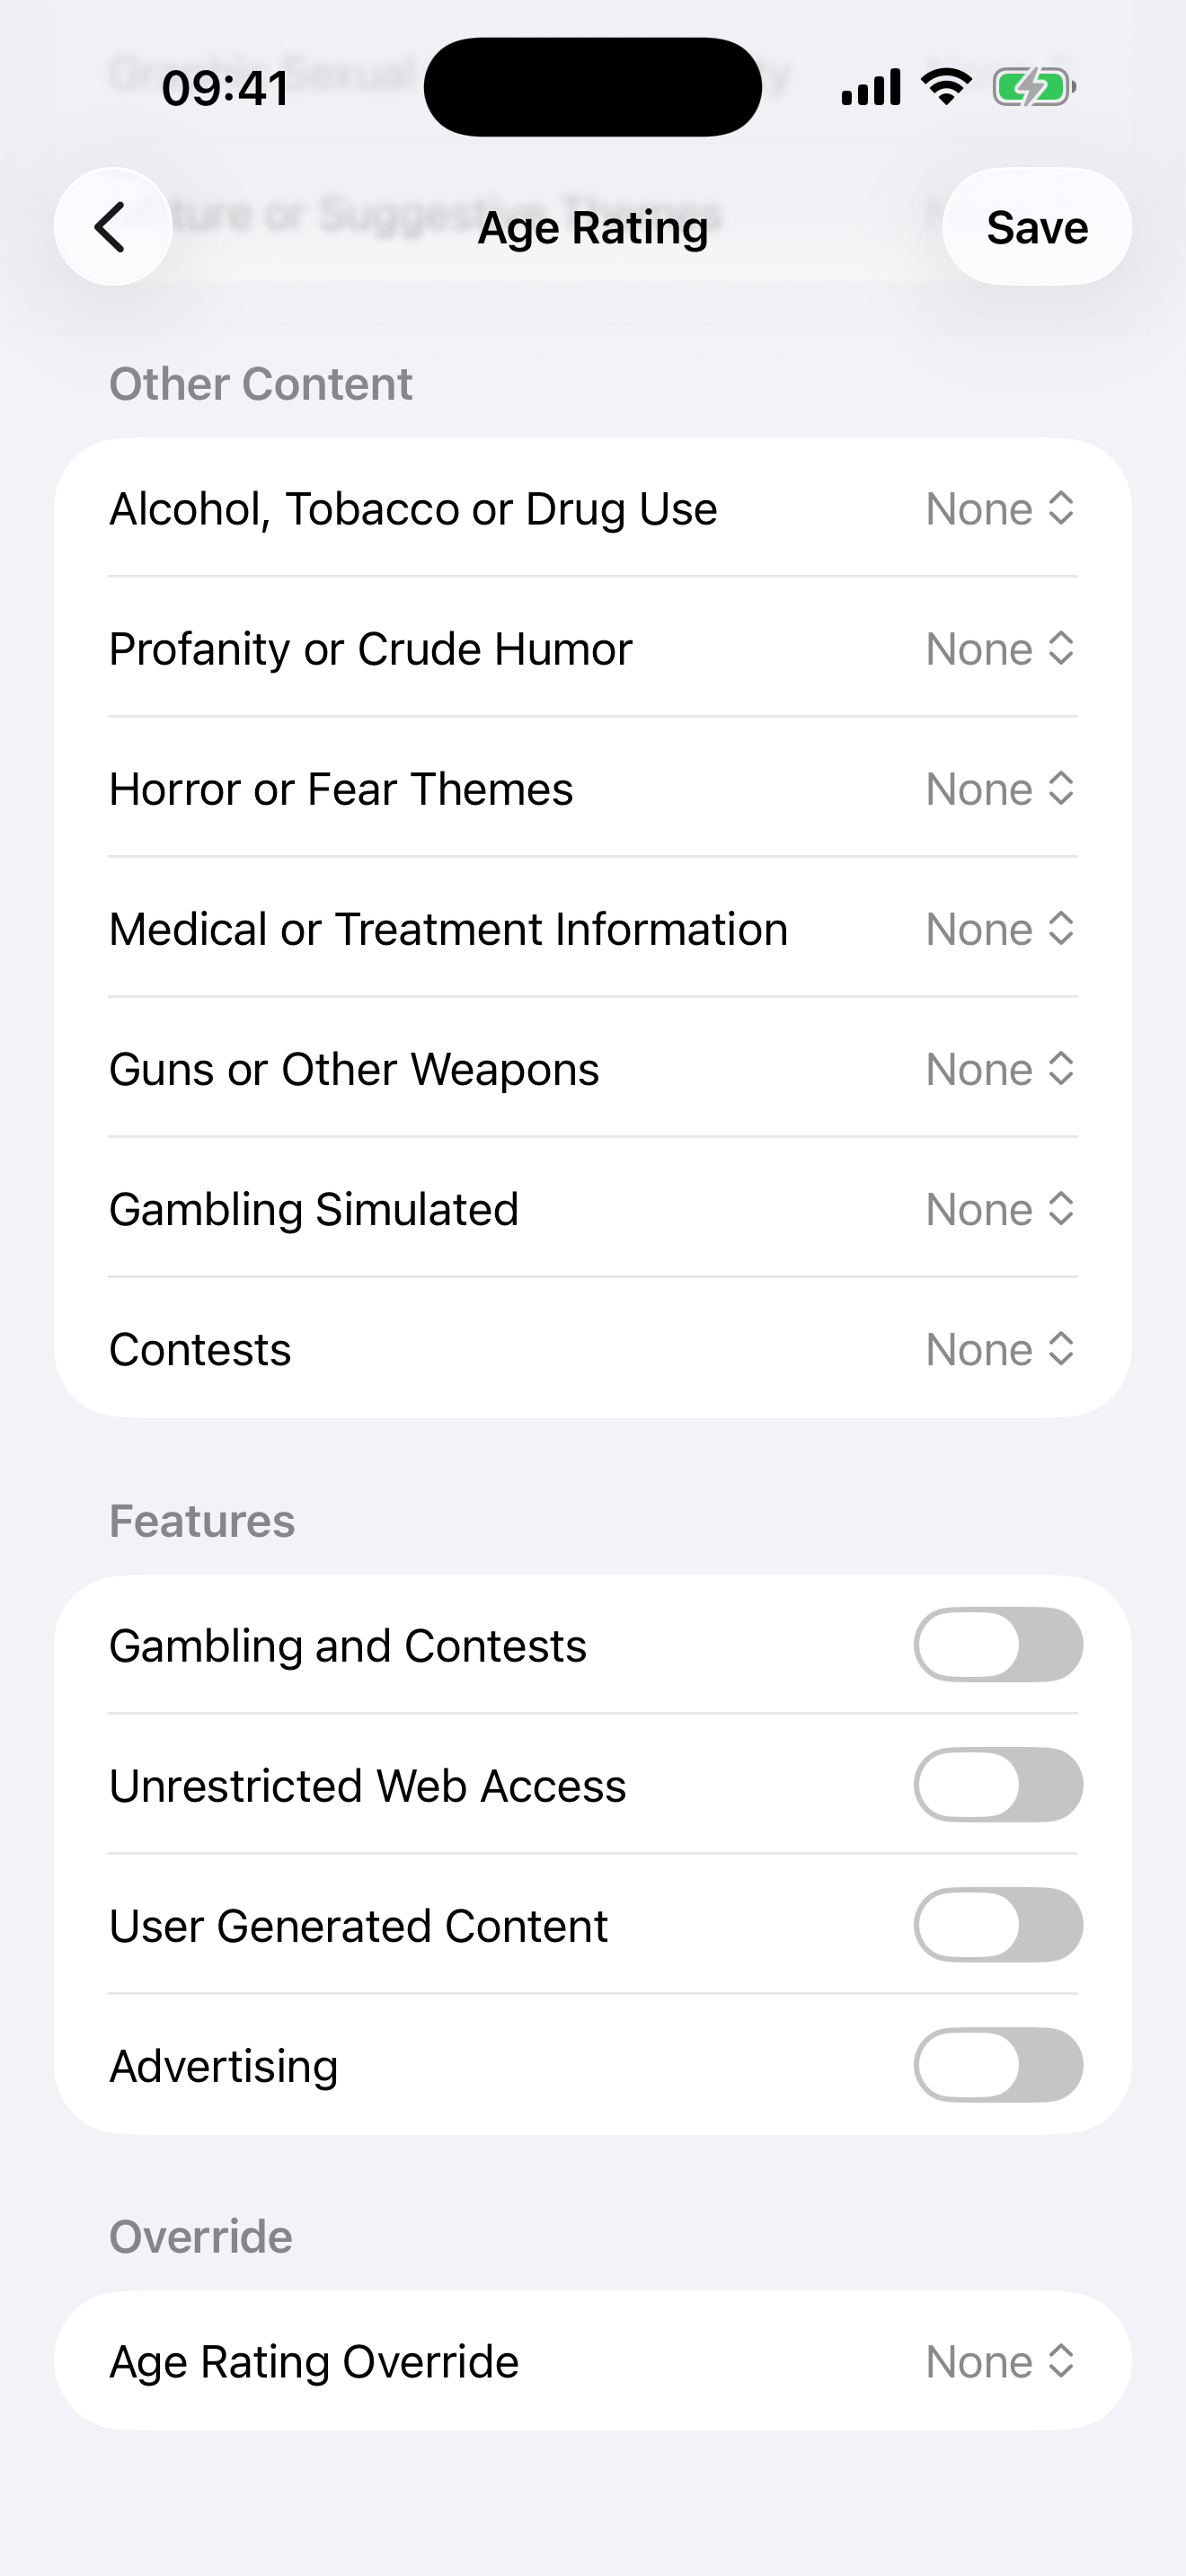 09:41
Age Rating
Save
Other Content
Alcohol, Tobacco or Drug Use None
Profanity or Crude Humor None
Horror or Fear Themes None
Medical or Treatment Information None
Guns or Other Weapons None
Gambling Simulated None
Contests None
Features
Gambling and Contests
Unrestricted Web Access
User Generated Content
Advertising
Override
Age Rating Override None